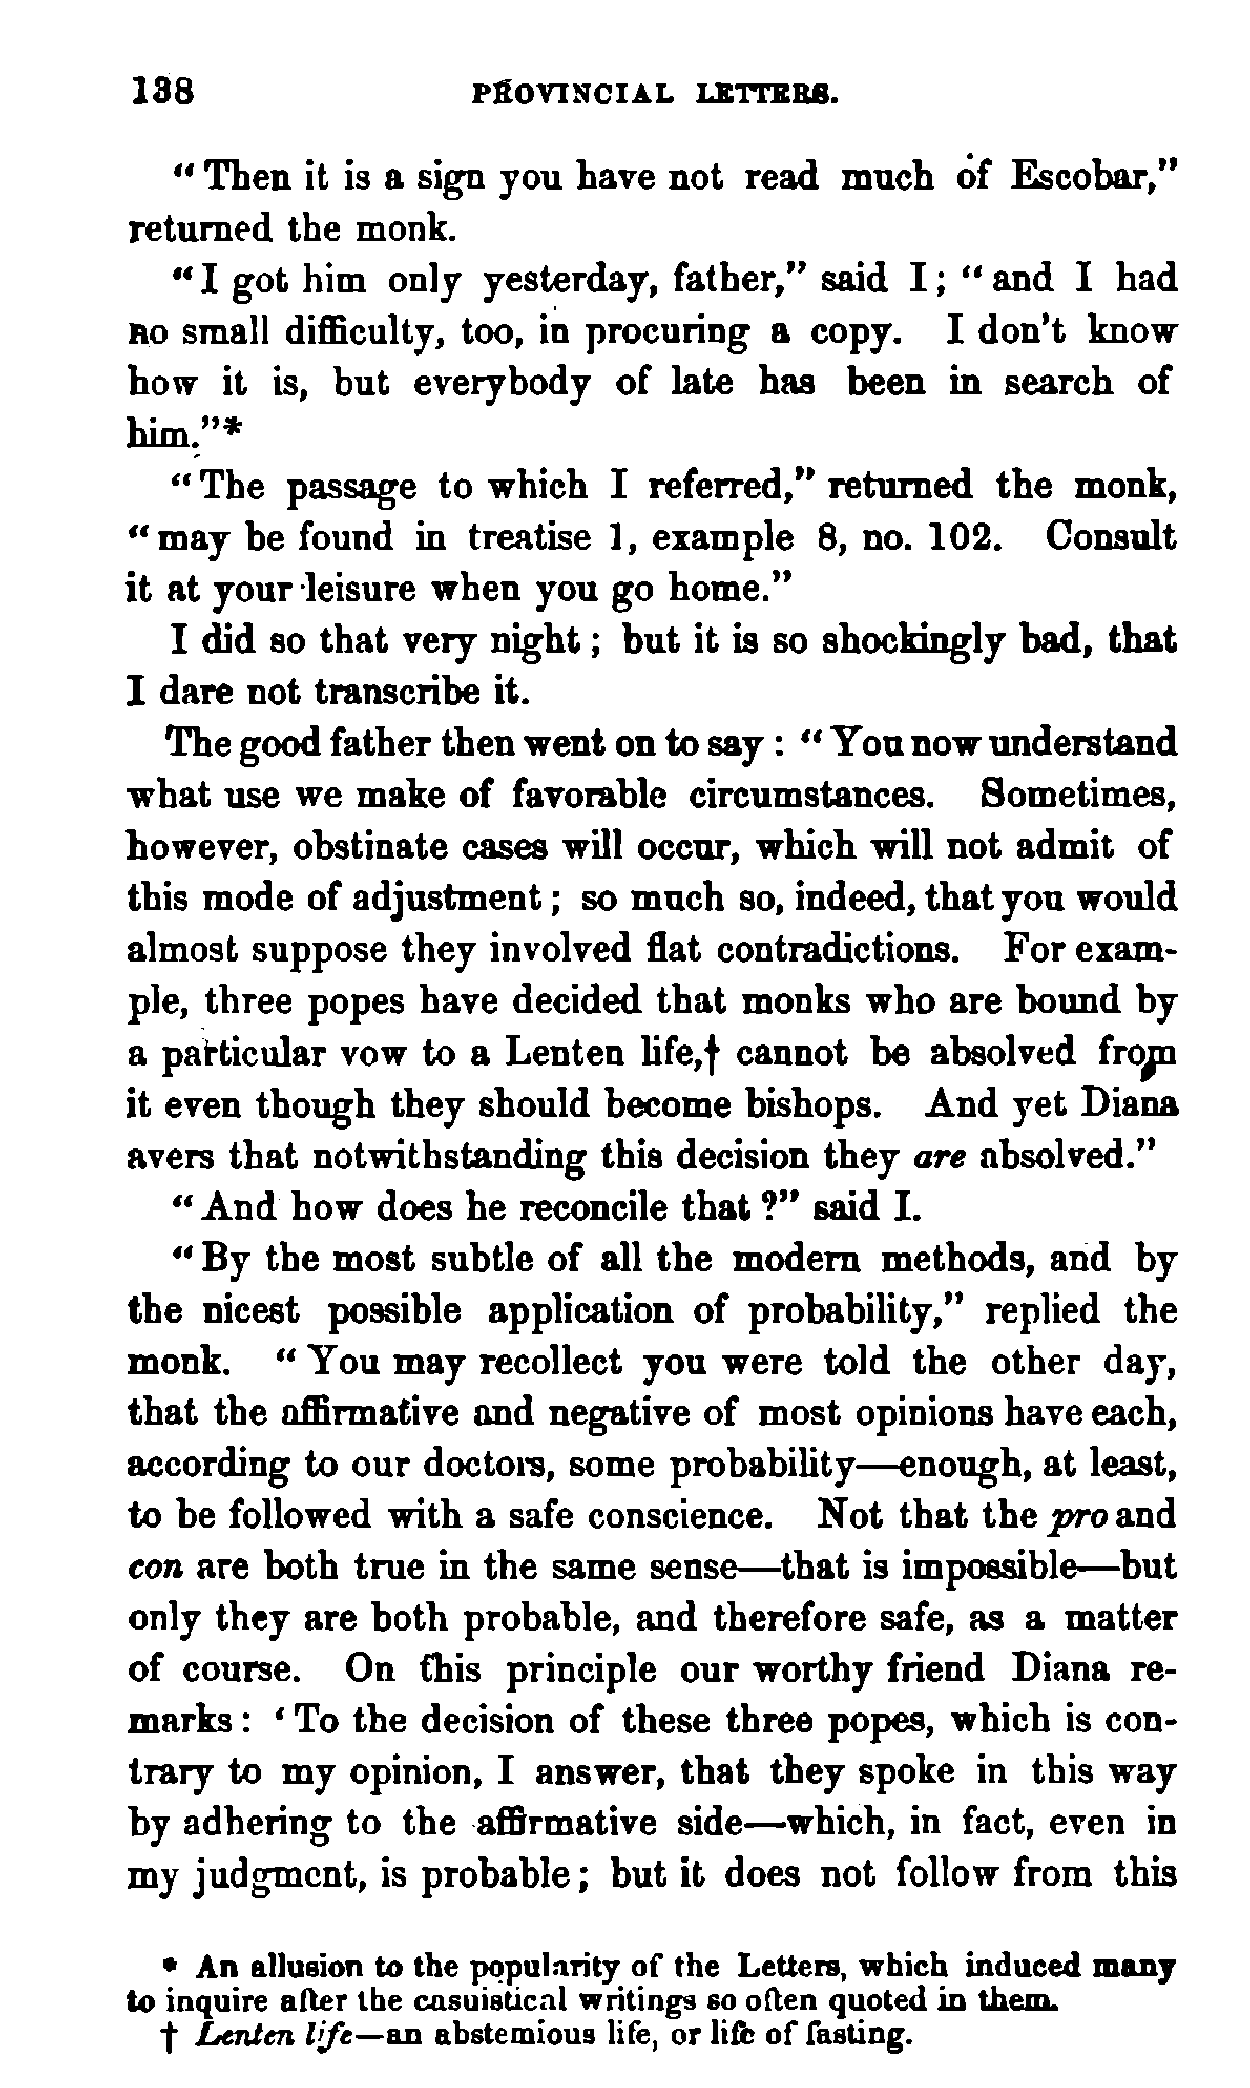 138 PROVINCIAL LETTERS.
“Then it is a sign you have not read much of Escobar,”
returned the monk.
“I got him only yesterday, father,” said I; “and I had
no small difficulty, too, in procuring a copy. I don’t know
how it is, but everybody of late has been in search of
him.”*
“The passage to which I referred,” returned the monk,
“may be found in treatise 1, example 8, no. 102. Consult
it at your leisure when you go home.”
I did so that very night; but it is so shockingly bad, that
I dare not transcribe it.
The good father then went on to say: “You now understand
what use we make of favorable circumstances. Sometimes,
however, obstinate cases will occur, which will not admit of
this mode of adjustment; so much so, indeed, that you would
almost suppose they involved flat contradictions. For exam-
ple, three popes have decided that monks who are bound by
a particular vow to a Lenten life,† cannot be absolved from
it even though they should become bishops. And yet Diana
avers that notwithstanding this decision they are absolved.”
“And how does he reconcile that?” said I.
“By the most subtle of all the modern methods, and by
the nicest possible application of probability,” replied the
monk. “You may recollect you were told the other day,
that the affirmative and negative of most opinions have each,
according to our doctors, some probability—enough, at least,
to be followed with a safe conscience. Not that the pro and
con are both true in the same sense—that is impossible—but
only they are both probable, and therefore safe, as a matter
of course. On this principle our worthy friend Diana re-
marks: ‘To the decision of these three popes, which is con-
trary to my opinion, I answer, that they spoke in this way
by adhering to the affirmative side—which, in fact, even in
my judgment, is probable; but it does not follow from this
* An allusion to the popularity of the Letters, which induced many
to inquire after the casuistical writings so often quoted in them.
† Lenten life—an abstemious life, or life of fasting.